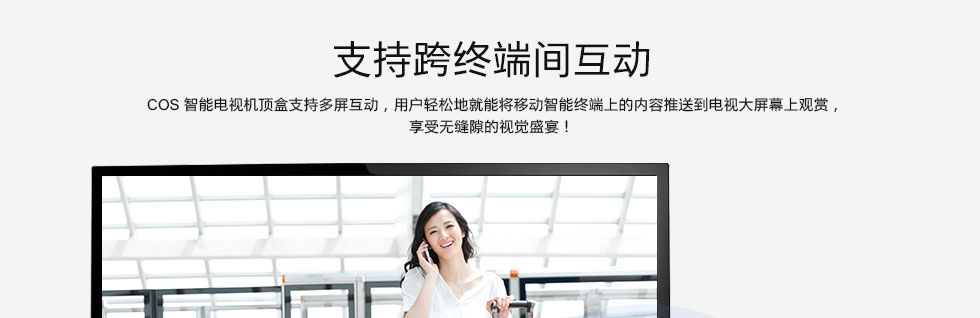 支持跨终端间互动
COS 智能电视机顶盒支持多屏互动，用户轻松地就能将移动智能终端上的内容推送到电视大屏幕上观赏，
享受无缝隙的视觉盛宴！